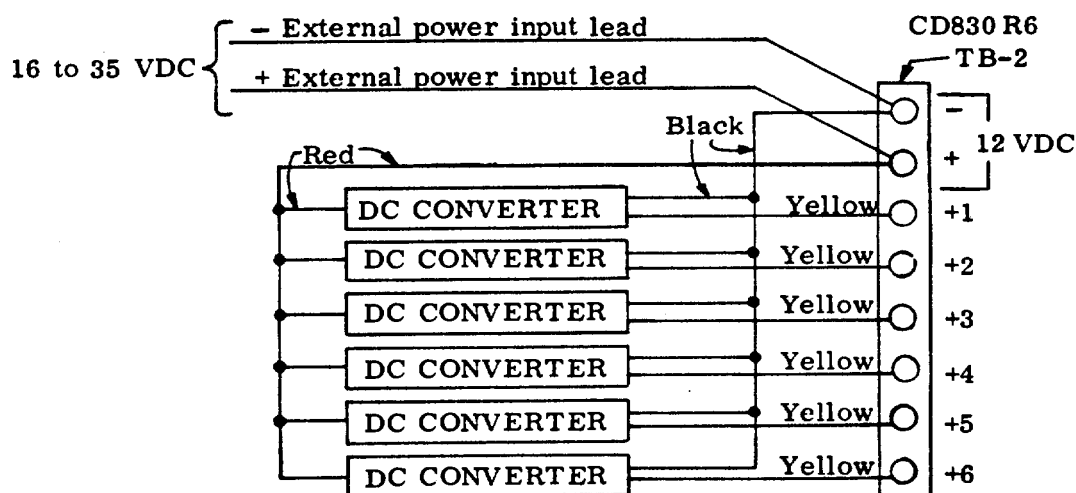 − External power input lead
16 to 35 VDC
+ External power input lead
CD830 R6
TB-2
−
+
12 VDC
Black
Red
DC CONVERTER
Yellow
+1
DC CONVERTER
Yellow
+2
DC CONVERTER
Yellow
+3
DC CONVERTER
Yellow
+4
DC CONVERTER
Yellow
+5
DC CONVERTER
Yellow
+6